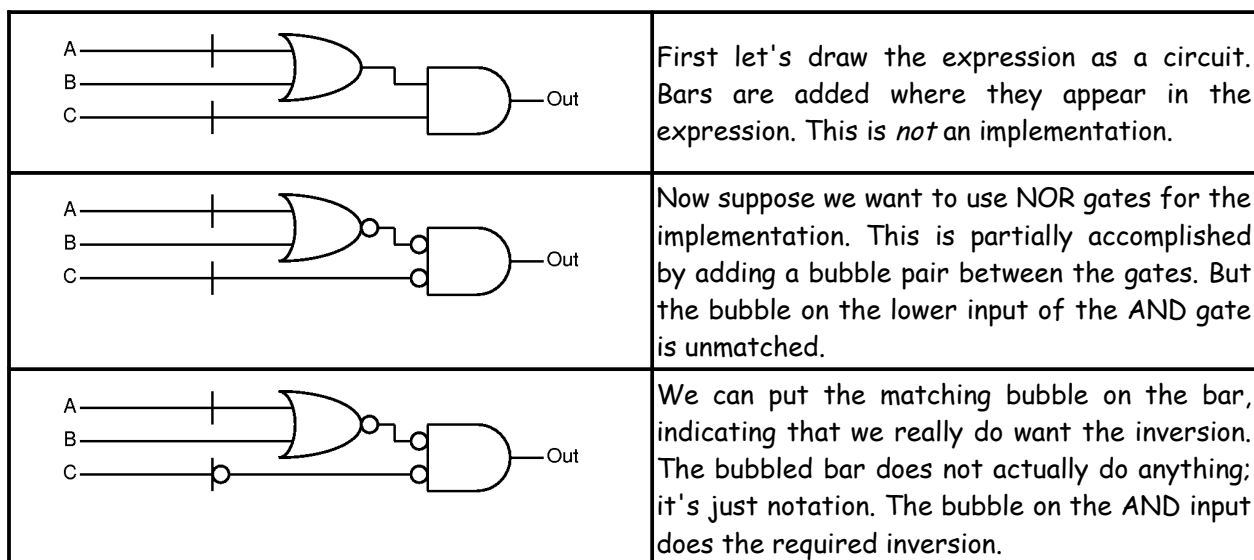 A
B
C
Out
First let's draw the expression as a circuit.
Bars are added where they appear in the
expression. This is not an implementation.
A
B
C
Out
Now suppose we want to use NOR gates for the
implementation. This is partially accomplished
by adding a bubble pair between the gates. But
the bubble on the lower input of the AND gate
is unmatched.
A
B
C
Out
We can put the matching bubble on the bar,
indicating that we really do want the inversion.
The bubbled bar does not actually do anything;
it's just notation. The bubble on the AND input
does the required inversion.